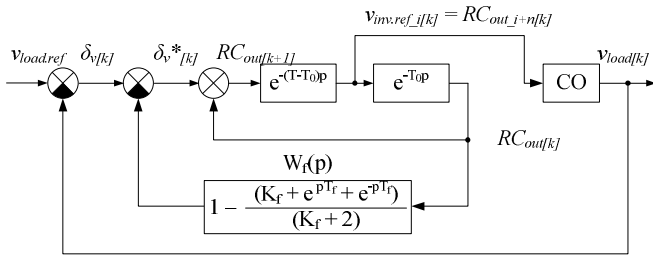 v_inv.ref_i[k] = RC_out_i+n[k]
v_load.ref
δ_v[k]
δ_v*_[k]
RC_out[k+1]
v_load[k]
e^-(T-T₀)p
e^-T₀p
CO
RC_out[k]
W_f(p)
1 – (K_f + e^pT_f + e^-pT_f) / (K_f + 2)